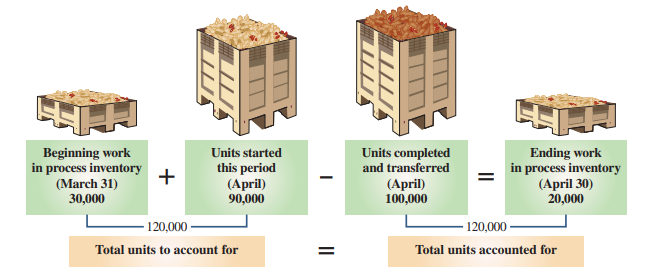 Beginning work
in process inventory
(March 31)
30,000
+
Units started
this period
(April)
90,000
−
Units completed
and transferred
(April)
100,000
=
Ending work
in process inventory
(April 30)
20,000
120,000
120,000
Total units to account for
=
Total units accounted for